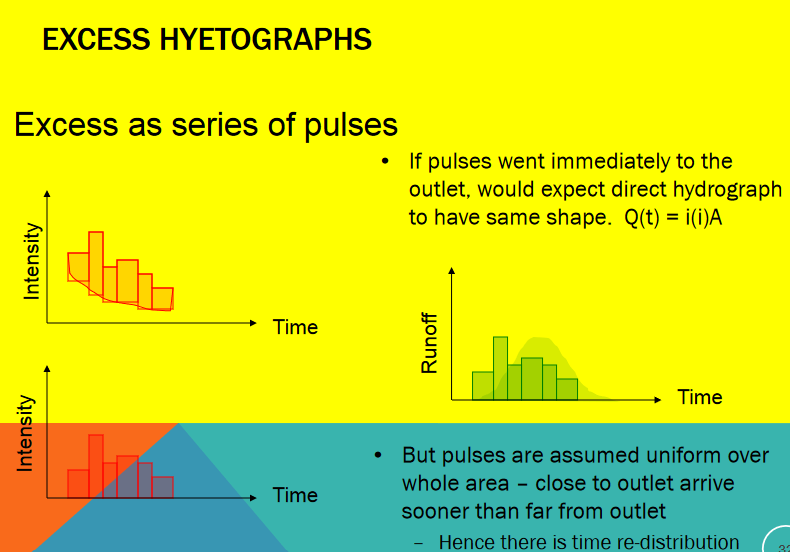 EXCESS HYETOGRAPHS
Excess as series of pulses
• If pulses went immediately to the
outlet, would expect direct hydrograph
to have same shape. Q(t) = i(i)A
Intensity
Time
Runoff
Time
Intensity
Time
• But pulses are assumed uniform over
whole area – close to outlet arrive
sooner than far from outlet
– Hence there is time re-distribution